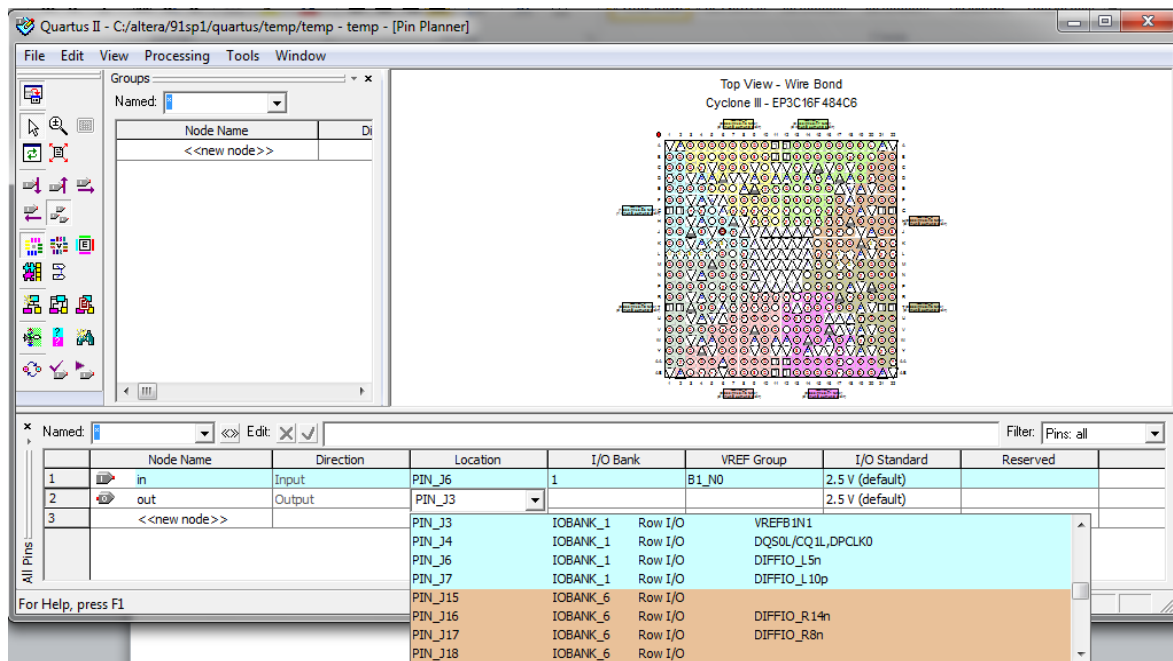 Quartus II - C:/altera/91sp1/quartus/temp/temp - temp - [Pin Planner]
File Edit View Processing Tools Window
Groups
Named: *
Node Name Di
<<new node>>
Top View - Wire Bond
Cyclone III - EP3C16F484C6
Named: * Edit: Filter: Pins: all
Node Name Direction Location I/O Bank VREF Group I/O Standard Reserved
1 in Input PIN_J6 1 B1_N0 2.5 V (default)
2 out Output PIN_J3 2.5 V (default)
3 <<new node>>
PIN_J3 IOBANK_1 Row I/O VREFB1N1
PIN_J4 IOBANK_1 Row I/O DQS0L/CQ1L,DPCLK0
PIN_J6 IOBANK_1 Row I/O DIFFIO_L5n
PIN_J7 IOBANK_1 Row I/O DIFFIO_L10p
PIN_J15 IOBANK_6 Row I/O
PIN_J16 IOBANK_6 Row I/O DIFFIO_R14n
PIN_J17 IOBANK_6 Row I/O DIFFIO_R8n
PIN_J18 IOBANK_6 Row I/O
All Pins
For Help, press F1